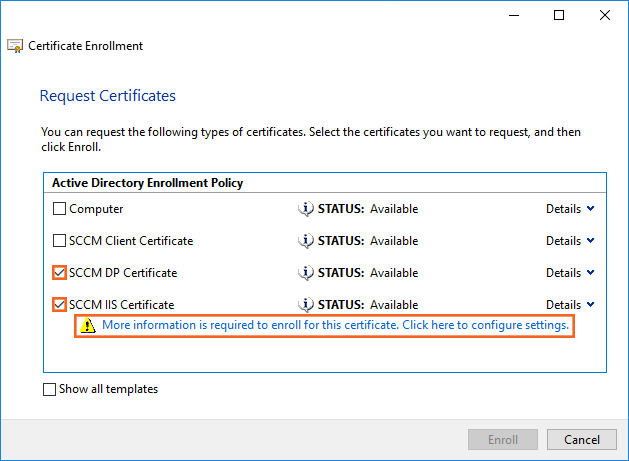 Certificate Enrollment
Request Certificates
You can request the following types of certificates. Select the certificates you want to request, and then
click Enroll.
Active Directory Enrollment Policy
Computer STATUS: Available Details
SCCM Client Certificate STATUS: Available Details
SCCM DP Certificate STATUS: Available Details
SCCM IIS Certificate STATUS: Available Details
More information is required to enroll for this certificate. Click here to configure settings.
Show all templates
Enroll Cancel